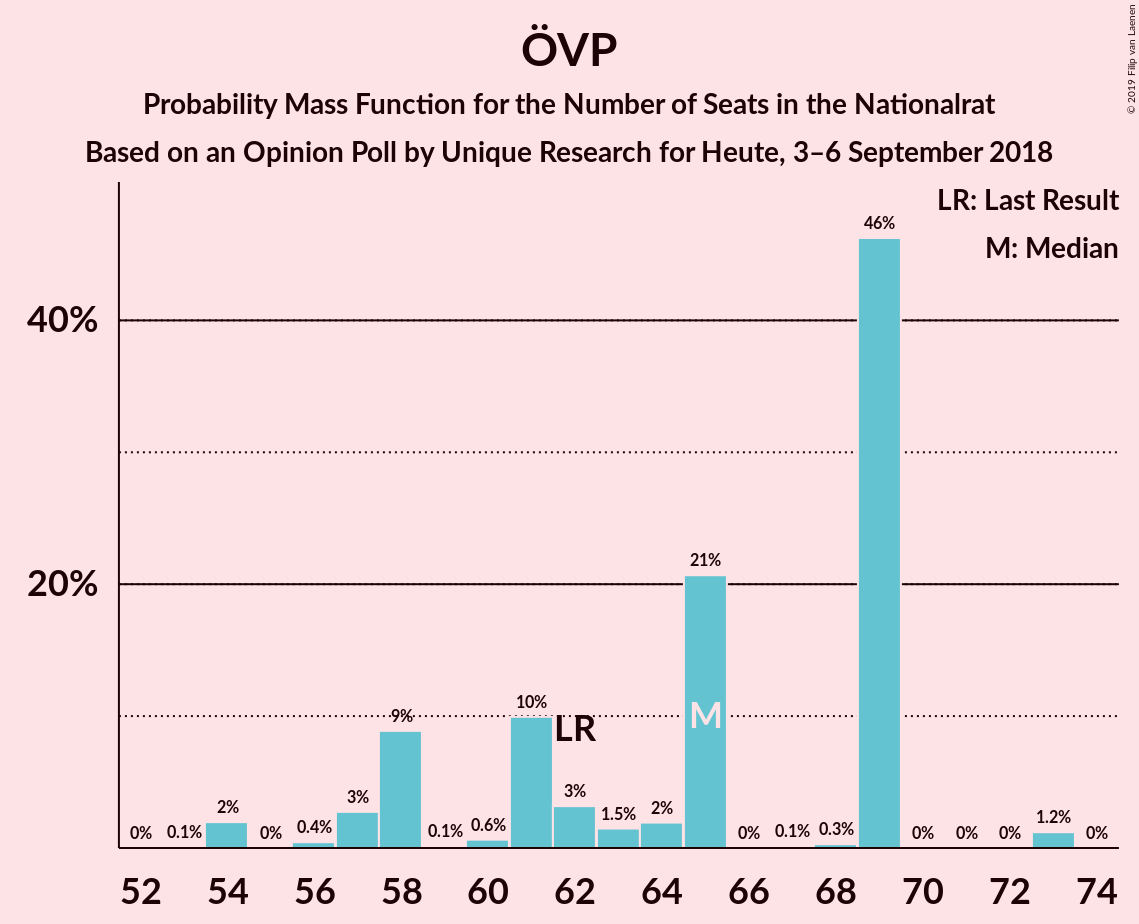 ÖVP
Probability Mass Function for the Number of Seats in the Nationalrat
Based on an Opinion Poll by Unique Research for Heute, 3–6 September 2018
© 2019 Filip van Laenen
LR: Last Result
M: Median
46%
40%
21%
20%
10%
9%
LR
M
3%
3%
2%
2%
1.5%
1.2%
0% 0.1% 0% 0.4% 0.1% 0.6% 0% 0.1% 0.3% 0% 0% 0% 0%
52 54 56 58 60 62 64 66 68 70 72 74